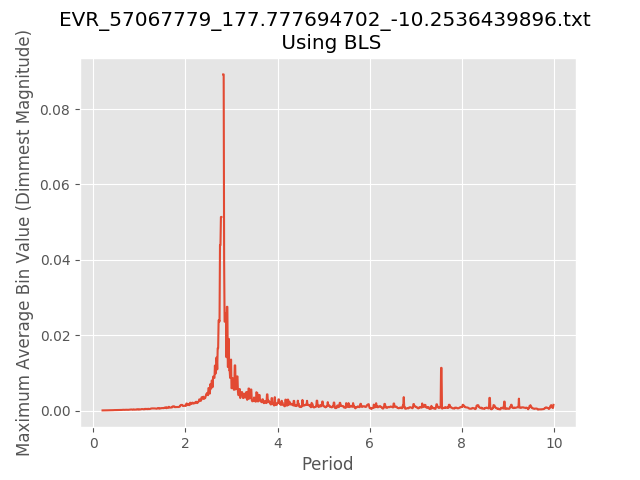 EVR_57067779_177.777694702_-10.2536439896.txt
Using BLS
Maximum Average Bin Value (Dimmest Magnitude)
0.08
0.06
0.04
0.02
0.00
0 2 4 6 8 10
Period